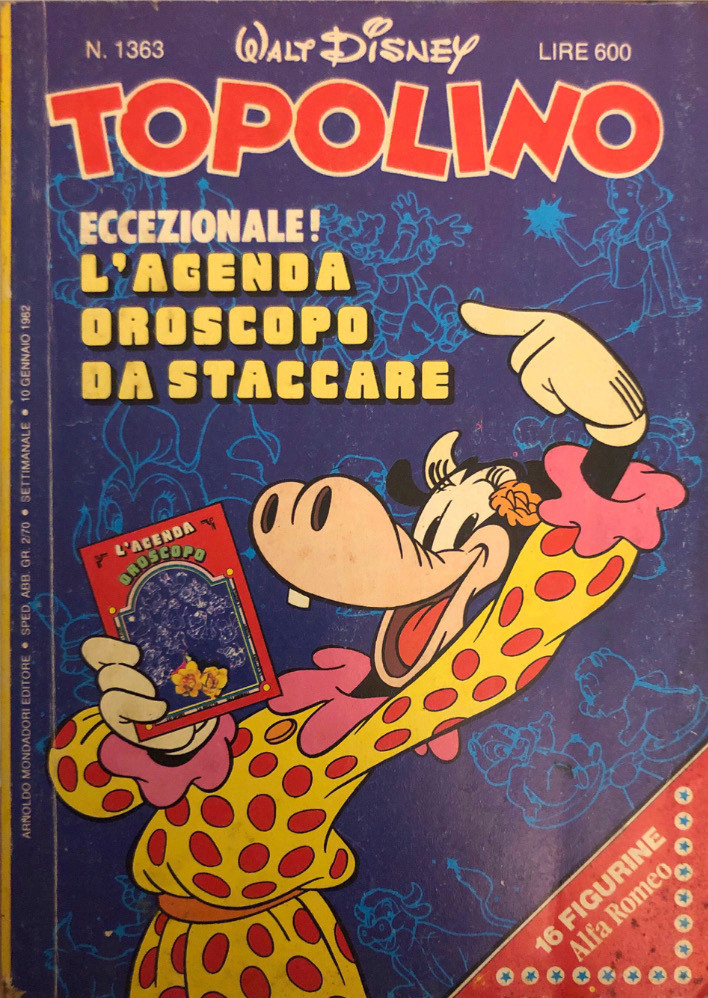 N. 1363
WALT DISNEY
LIRE 600
TOPOLINO
ECCEZIONALE!
L'AGENDA
OROSCOPO
DA STACCARE
L'AGENDA
OROSCOPO
ARNOLDO MONDADORI EDITORE ● SPED. ABB. GR. 2/70 ● SETTIMANALE ● 10 GENNAIO 1982
16 FIGURINE
Alfa Romeo